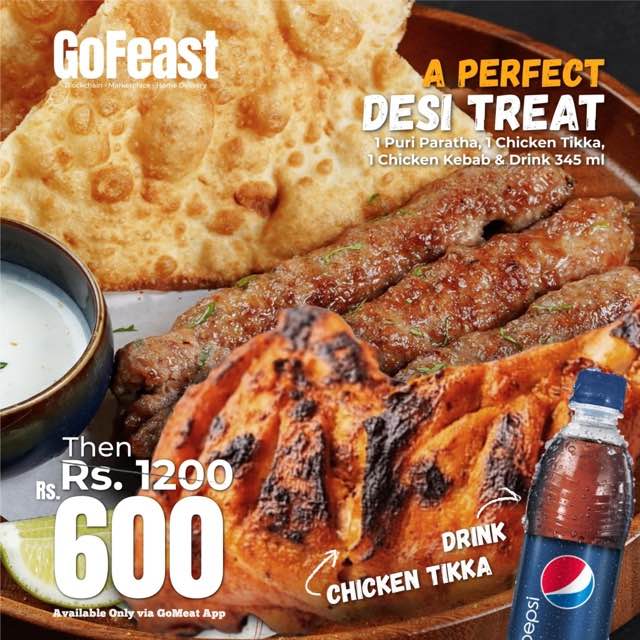 GoFeast
Blockchain • Marketplace • Home Delivery
A PERFECT
DESI TREAT
1 Puri Paratha, 1 Chicken Tikka,
1 Chicken Kebab & Drink 345 ml
Then
Rs. 1200
Rs. 600
Available Only via GoMeat App
DRINK
CHICKEN TIKKA
pepsi